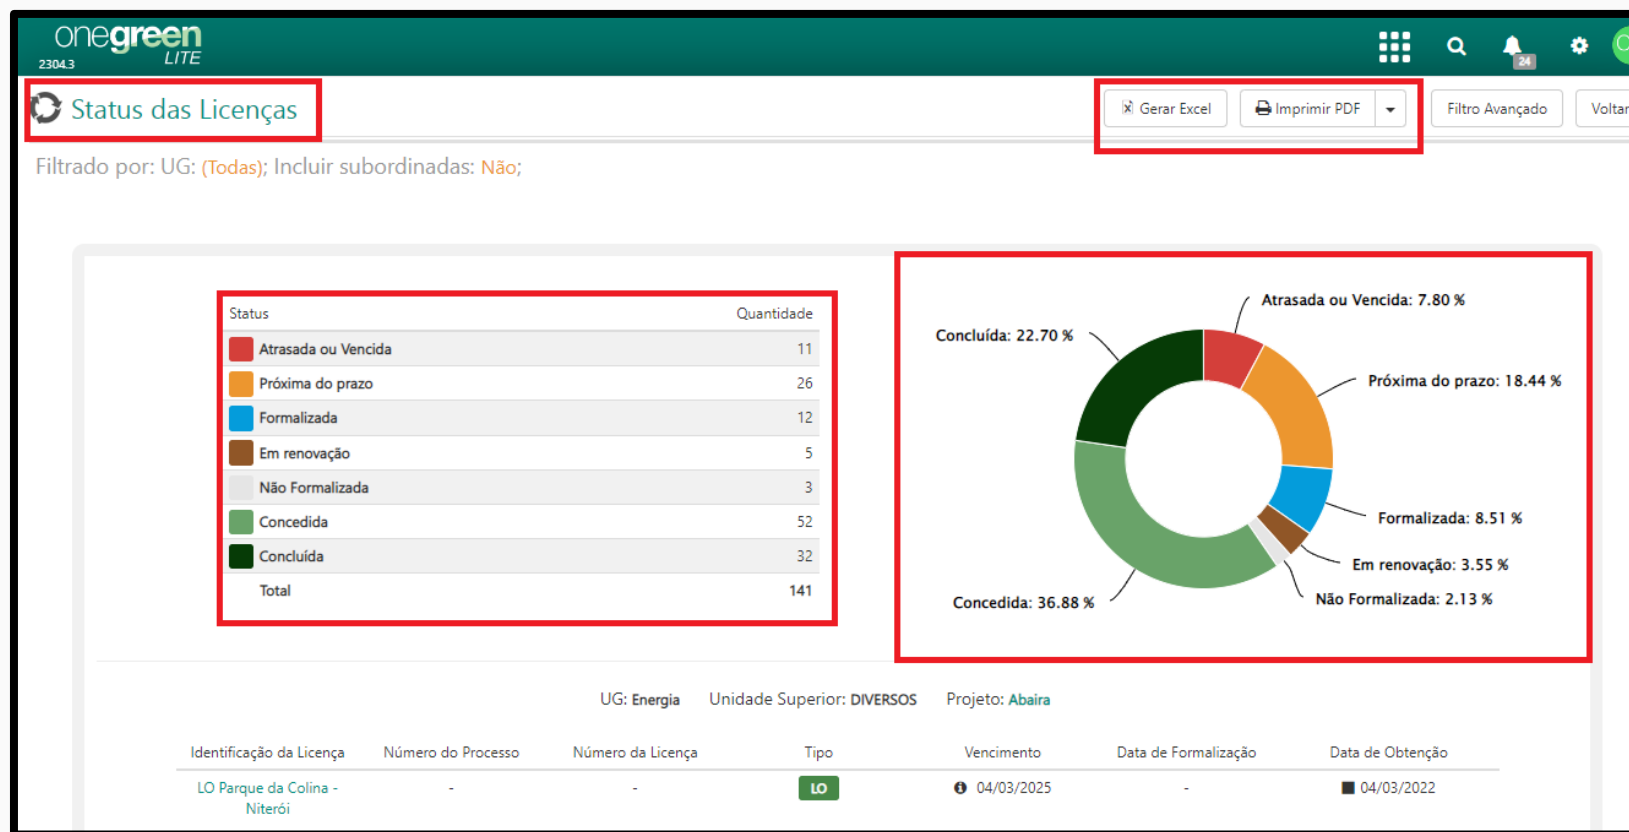 onegreen
LITE
2304.3
24
Status das Licenças
Gerar Excel
Imprimir PDF
Filtro Avançado
Voltar
Filtrado por: UG: (Todas); Incluir subordinadas: Não;
Status Quantidade
Atrasada ou Vencida 11
Próxima do prazo 26
Formalizada 12
Em renovação 5
Não Formalizada 3
Concedida 52
Concluída 32
Total 141
Atrasada ou Vencida: 7.80 %
Concluída: 22.70 %
Próxima do prazo: 18.44 %
Formalizada: 8.51 %
Em renovação: 3.55 %
Não Formalizada: 2.13 %
Concedida: 36.88 %
UG: Energia Unidade Superior: DIVERSOS Projeto: Abaira
Identificação da Licença Número do Processo Número da Licença Tipo Vencimento Data de Formalização Data de Obtenção
LO Parque da Colina - - - LO 04/03/2025 - 04/03/2022
Niterói